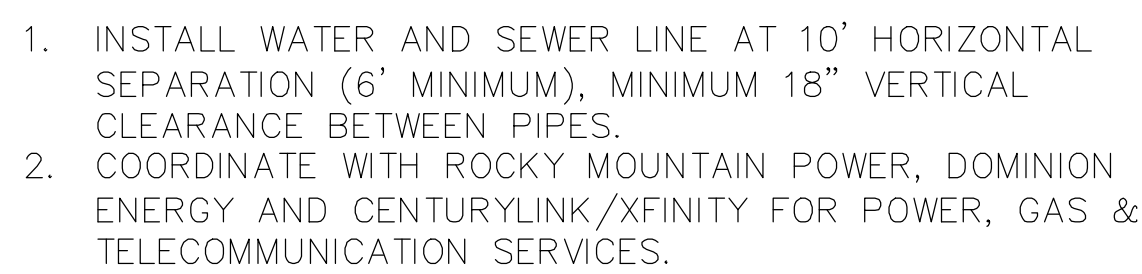 1. INSTALL WATER AND SEWER LINE AT 10' HORIZONTAL
SEPARATION (6' MINIMUM), MINIMUM 18" VERTICAL
CLEARANCE BETWEEN PIPES.
2. COORDINATE WITH ROCKY MOUNTAIN POWER, DOMINION
ENERGY AND CENTURYLINK/XFINITY FOR POWER, GAS &
TELECOMMUNICATION SERVICES.